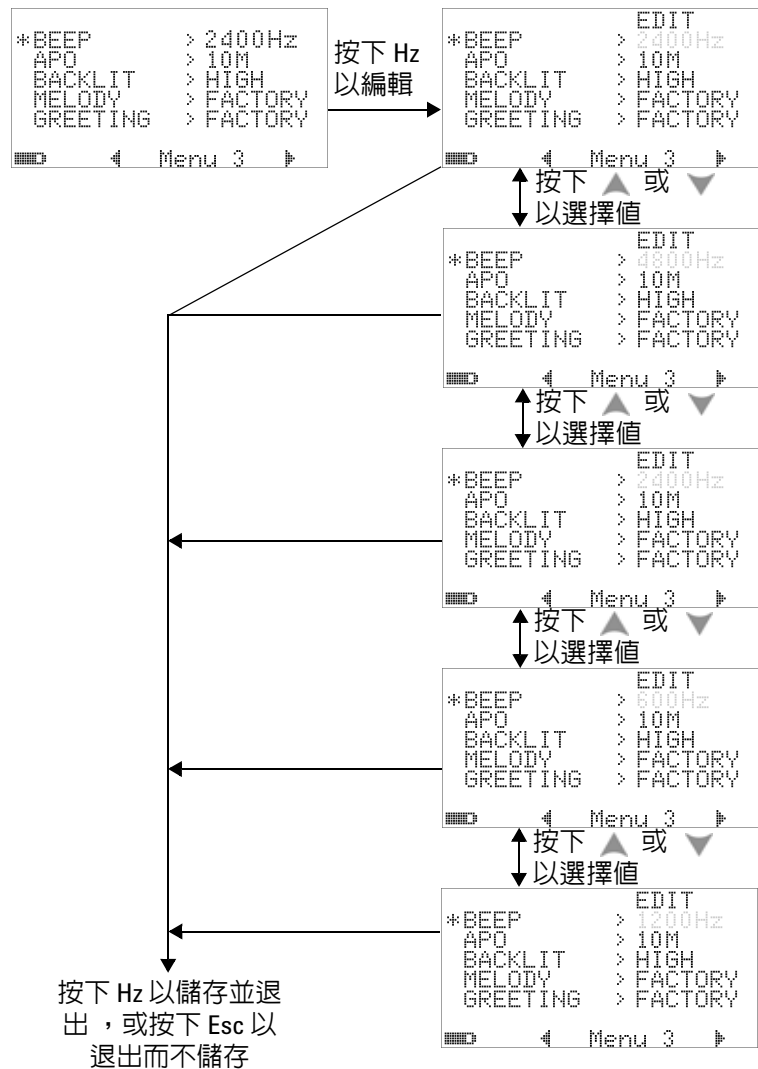 *BEEP > 2400Hz
APO > 10M
BACKLIT > HIGH
MELODY > FACTORY
GREETING > FACTORY
Menu 3
按下 Hz
以編輯
EDIT
*BEEP > 2400Hz
APO > 10M
BACKLIT > HIGH
MELODY > FACTORY
GREETING > FACTORY
Menu 3
按下 ▲ 或 ▼
以選擇值
EDIT
*BEEP > 4800Hz
APO > 10M
BACKLIT > HIGH
MELODY > FACTORY
GREETING > FACTORY
Menu 3
按下 ▲ 或 ▼
以選擇值
EDIT
*BEEP > 2400Hz
APO > 10M
BACKLIT > HIGH
MELODY > FACTORY
GREETING > FACTORY
Menu 3
按下 ▲ 或 ▼
以選擇值
EDIT
*BEEP > 600Hz
APO > 10M
BACKLIT > HIGH
MELODY > FACTORY
GREETING > FACTORY
Menu 3
按下 ▲ 或 ▼
以選擇值
EDIT
*BEEP > 1200Hz
APO > 10M
BACKLIT > HIGH
MELODY > FACTORY
GREETING > FACTORY
Menu 3
按下 Hz 以儲存並退
出 ，或按下 Esc 以
退出而不儲存